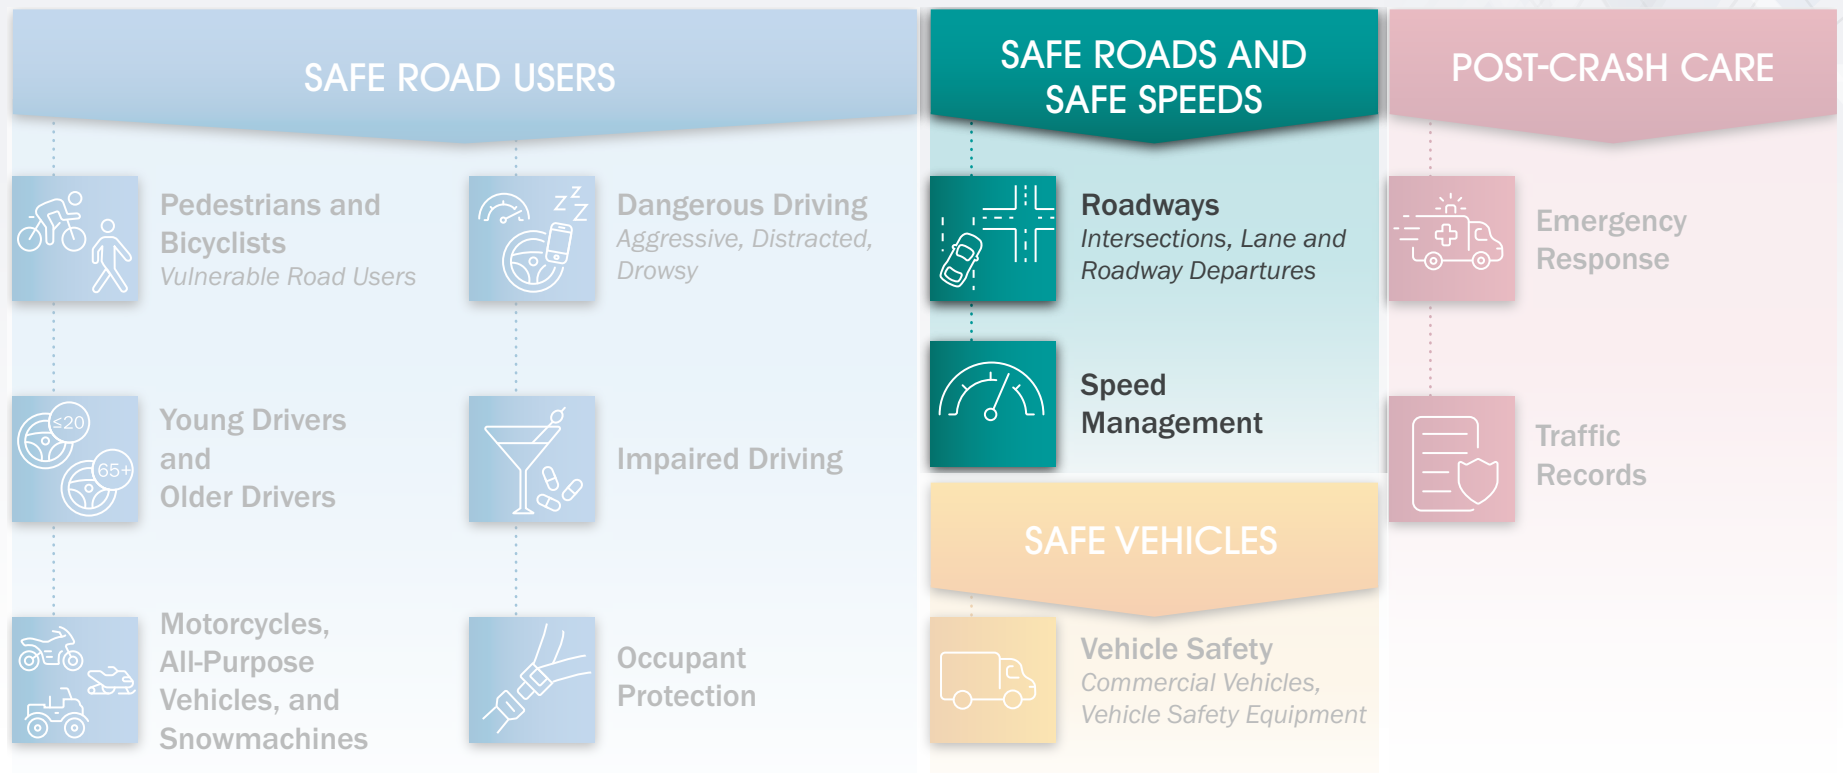 SAFE ROAD USERS
Pedestrians and
Bicyclists
Vulnerable Road Users
≤20
65+
Young Drivers
and
Older Drivers
Motorcycles,
All-Purpose
Vehicles, and
Snowmachines
z
z
z
Dangerous Driving
Aggressive, Distracted,
Drowsy
Impaired Driving
Occupant
Protection
SAFE ROADS AND
SAFE SPEEDS
Roadways
Intersections, Lane and
Roadway Departures
Speed
Management
SAFE VEHICLES
Vehicle Safety
Commercial Vehicles,
Vehicle Safety Equipment
POST-CRASH CARE
Emergency
Response
Traffic
Records